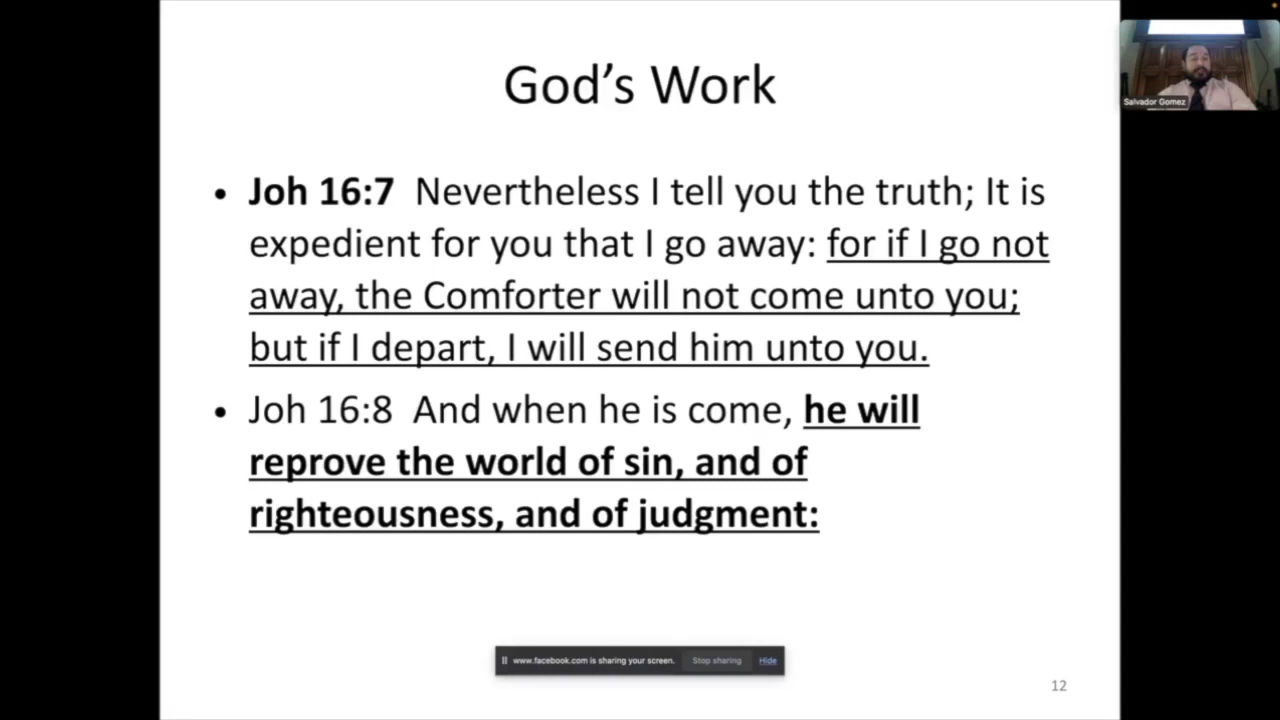 God's Work
Salvador Gomez
• Joh 16:7 Nevertheless I tell you the truth; It is
expedient for you that I go away: for if I go not
away, the Comforter will not come unto you;
but if I depart, I will send him unto you.
• Joh 16:8 And when he is come, he will
reprove the world of sin, and of
righteousness, and of judgment:
www.facebook.com is sharing your screen. Stop sharing Hide
12